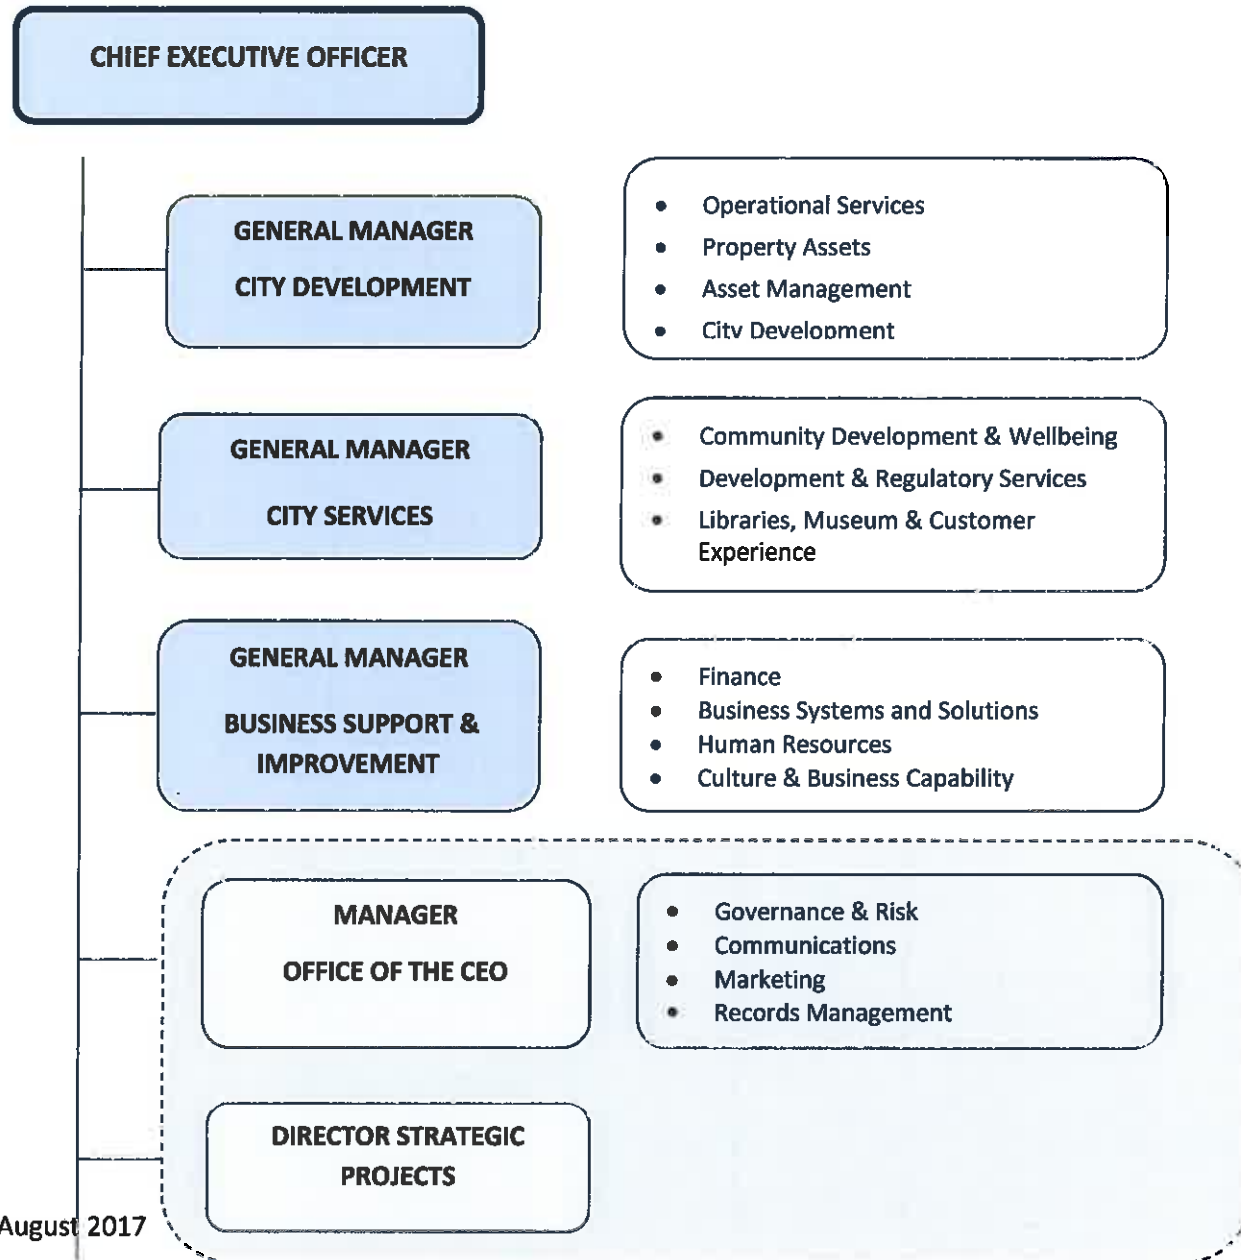 CHIEF EXECUTIVE OFFICER
GENERAL MANAGER
CITY DEVELOPMENT
• Operational Services
• Property Assets
• Asset Management
• City Development
GENERAL MANAGER
CITY SERVICES
• Community Development & Wellbeing
• Development & Regulatory Services
• Libraries, Museum & Customer
Experience
GENERAL MANAGER
BUSINESS SUPPORT &
IMPROVEMENT
• Finance
• Business Systems and Solutions
• Human Resources
• Culture & Business Capability
MANAGER
OFFICE OF THE CEO
• Governance & Risk
• Communications
• Marketing
• Records Management
DIRECTOR STRATEGIC
PROJECTS
August 2017